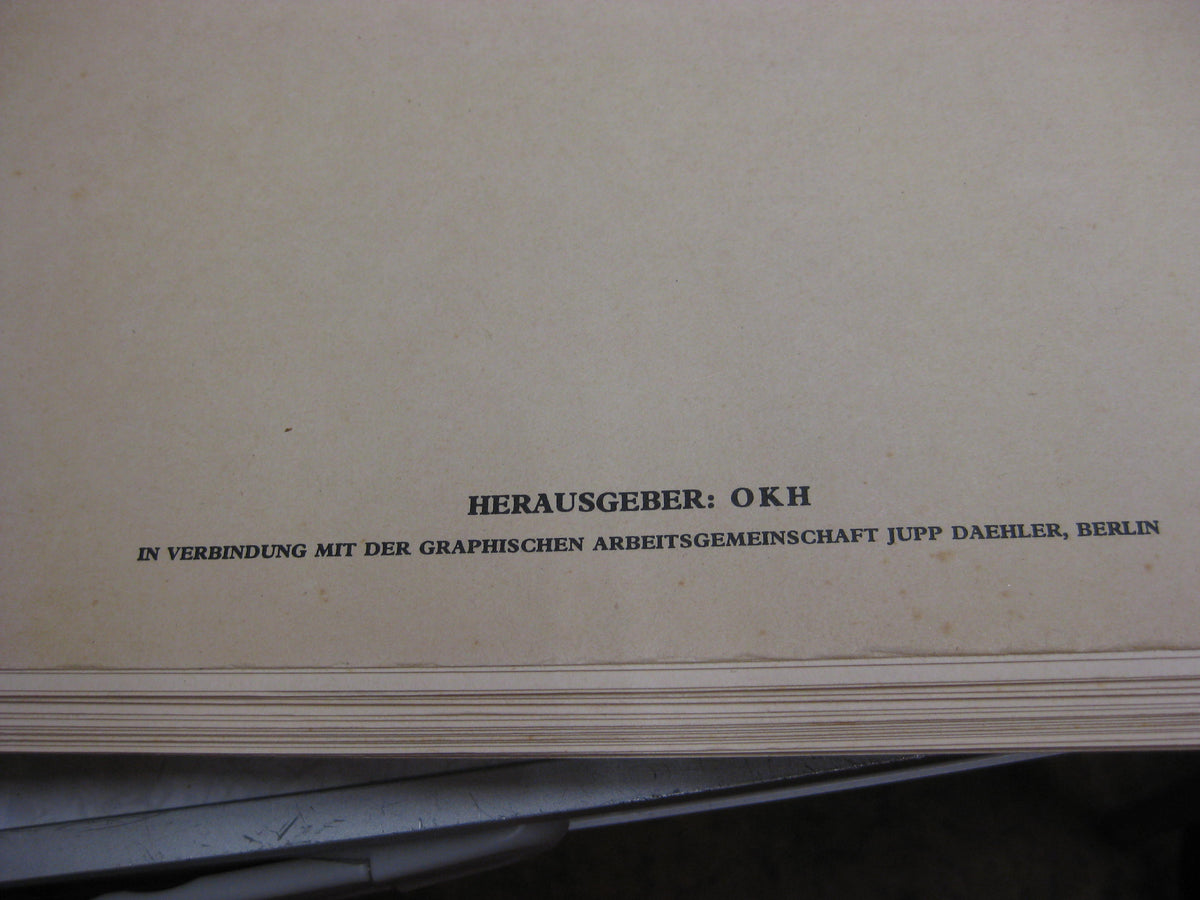 HERAUSGEBER: OKH
IN VERBINDUNG MIT DER GRAPHISCHEN ARBEITSGEMEINSCHAFT JUPP DAEHLER, BERLIN